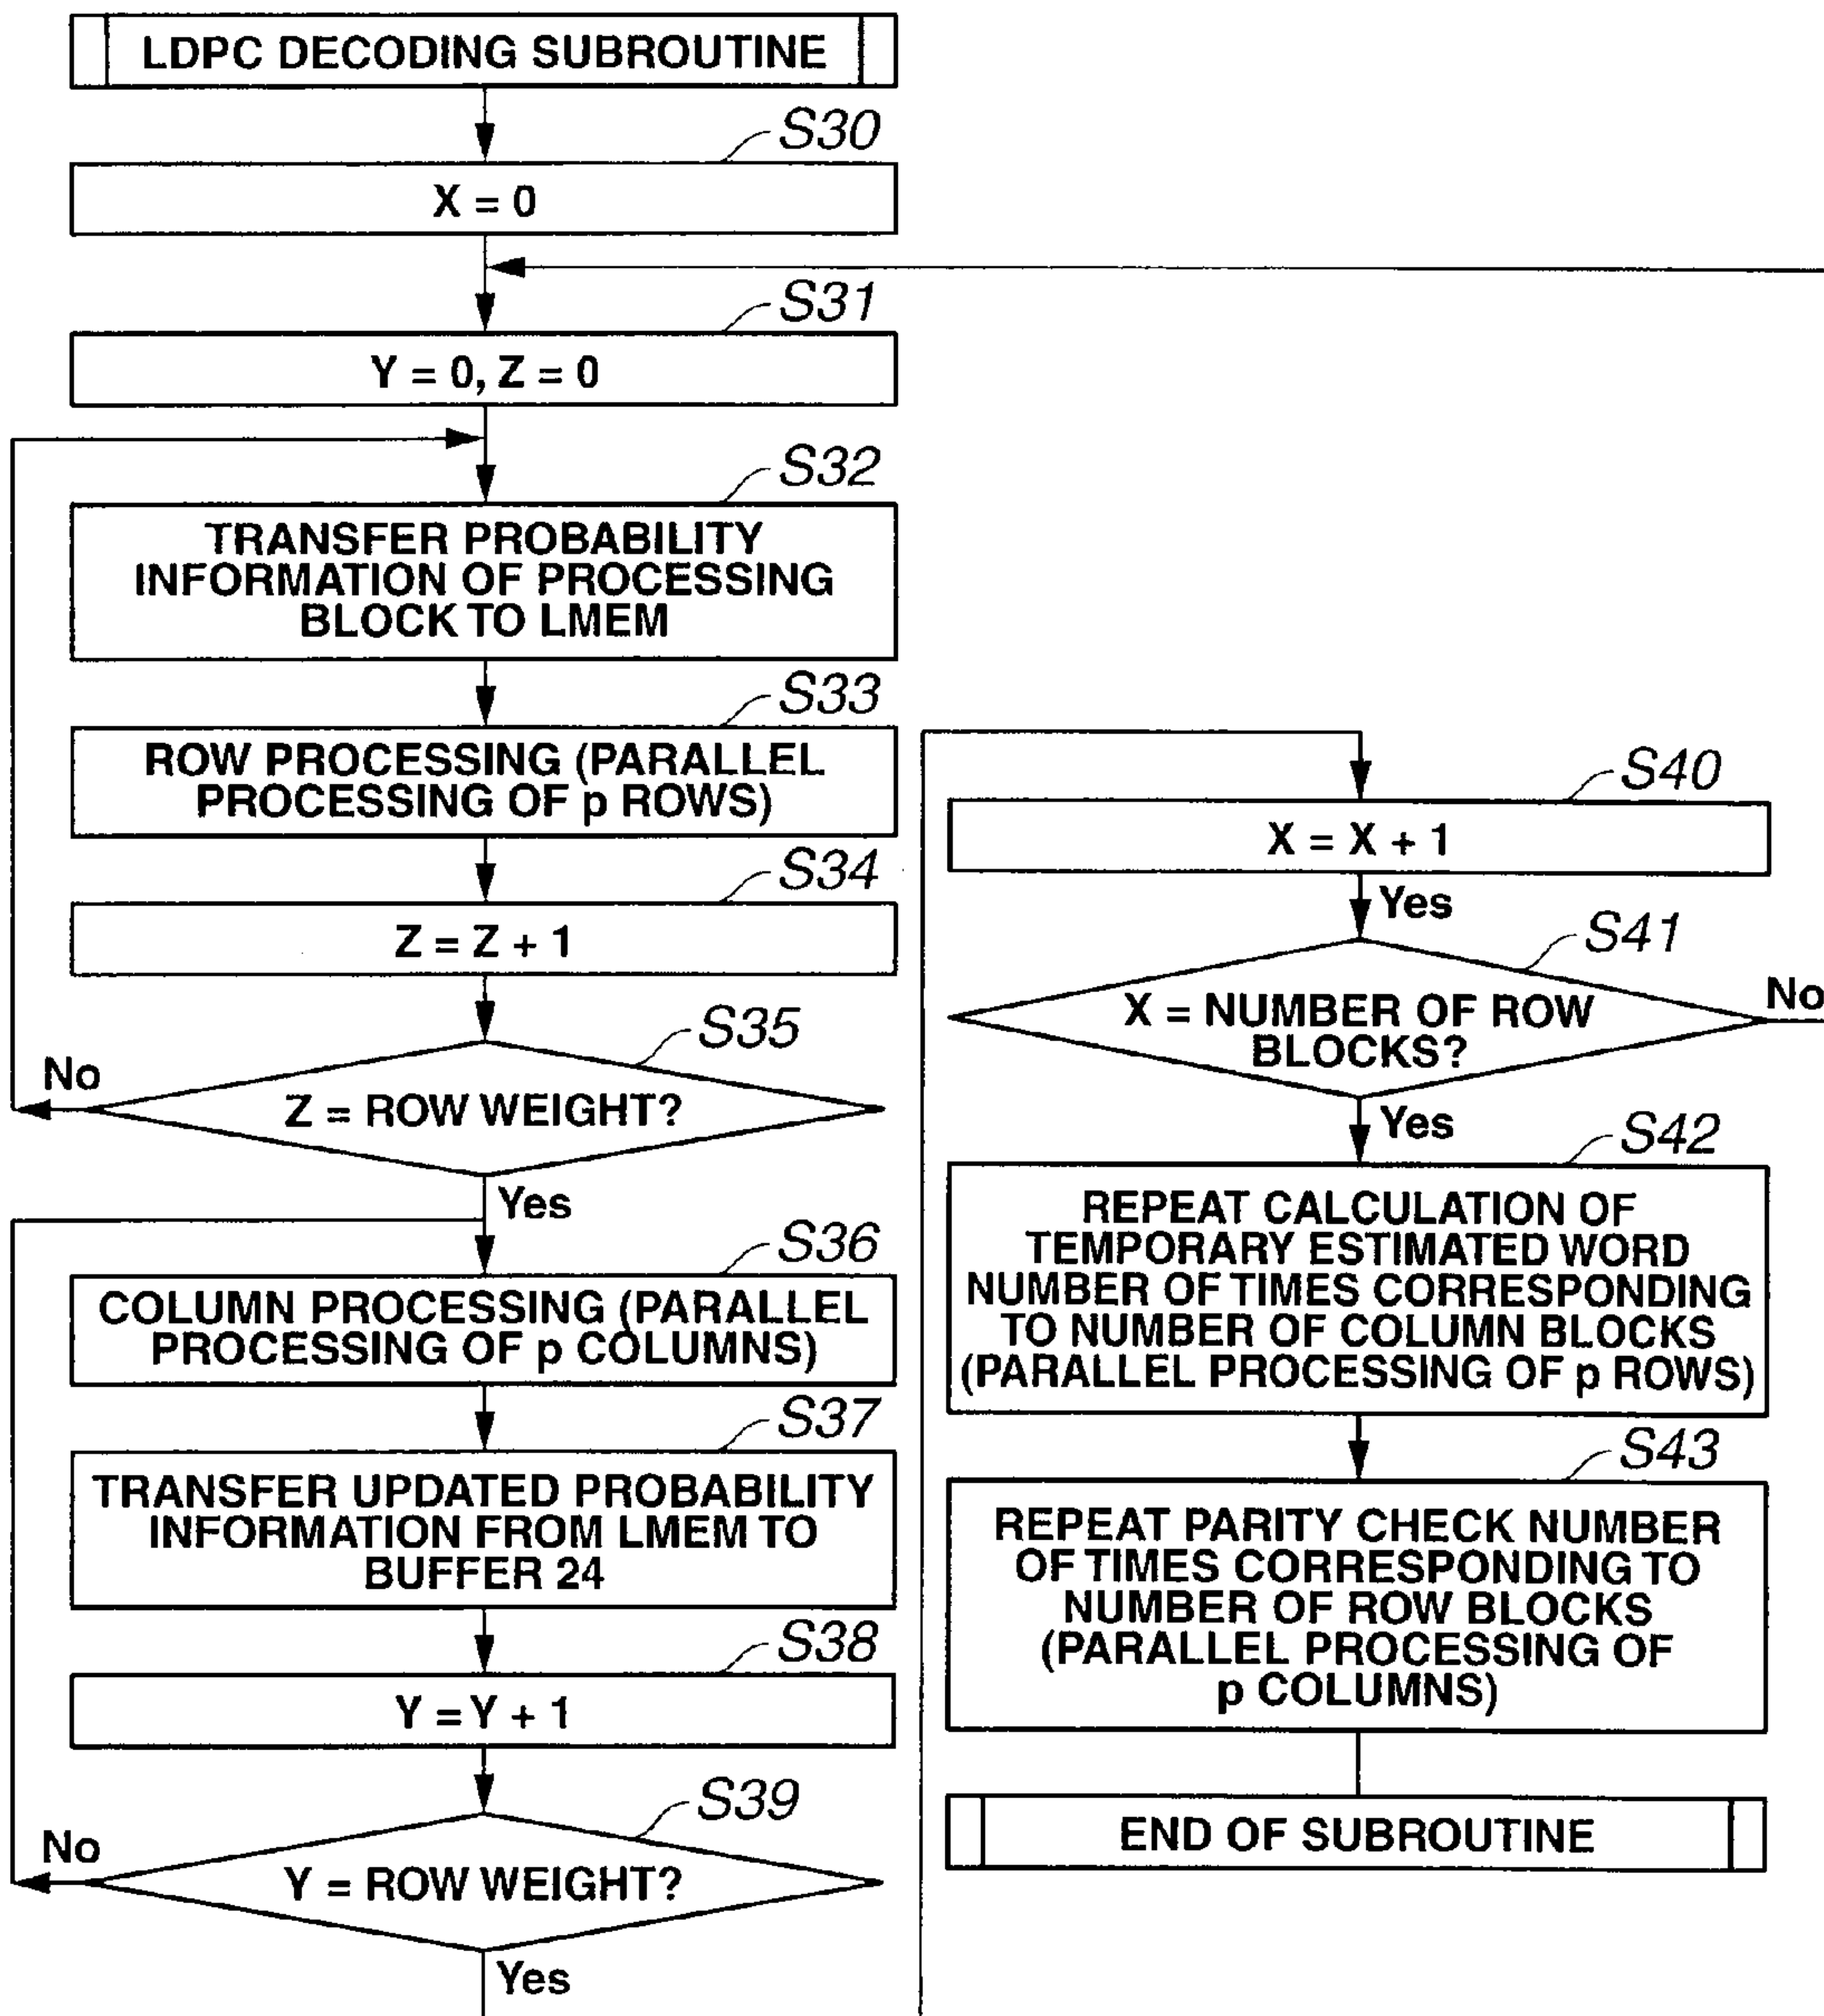 LDPC DECODING SUBROUTINE
S30
X = 0
S31
Y = 0, Z = 0
S32
TRANSFER PROBABILITY
INFORMATION OF PROCESSING
BLOCK TO LMEM
S33
ROW PROCESSING (PARALLEL
PROCESSING OF p ROWS)
S34
Z = Z + 1
S35
No
Z = ROW WEIGHT?
Yes
S36
COLUMN PROCESSING (PARALLEL
PROCESSING OF p COLUMNS)
S37
TRANSFER UPDATED PROBABILITY
INFORMATION FROM LMEM TO
BUFFER 24
S38
Y = Y + 1
S39
No
Y = ROW WEIGHT?
Yes
S40
X = X + 1
Yes
S41
No
X = NUMBER OF ROW
BLOCKS?
Yes
S42
REPEAT CALCULATION OF
TEMPORARY ESTIMATED WORD
NUMBER OF TIMES CORRESPONDING
TO NUMBER OF COLUMN BLOCKS
(PARALLEL PROCESSING OF p ROWS)
S43
REPEAT PARITY CHECK NUMBER
OF TIMES CORRESPONDING TO
NUMBER OF ROW BLOCKS
(PARALLEL PROCESSING OF
p COLUMNS)
END OF SUBROUTINE